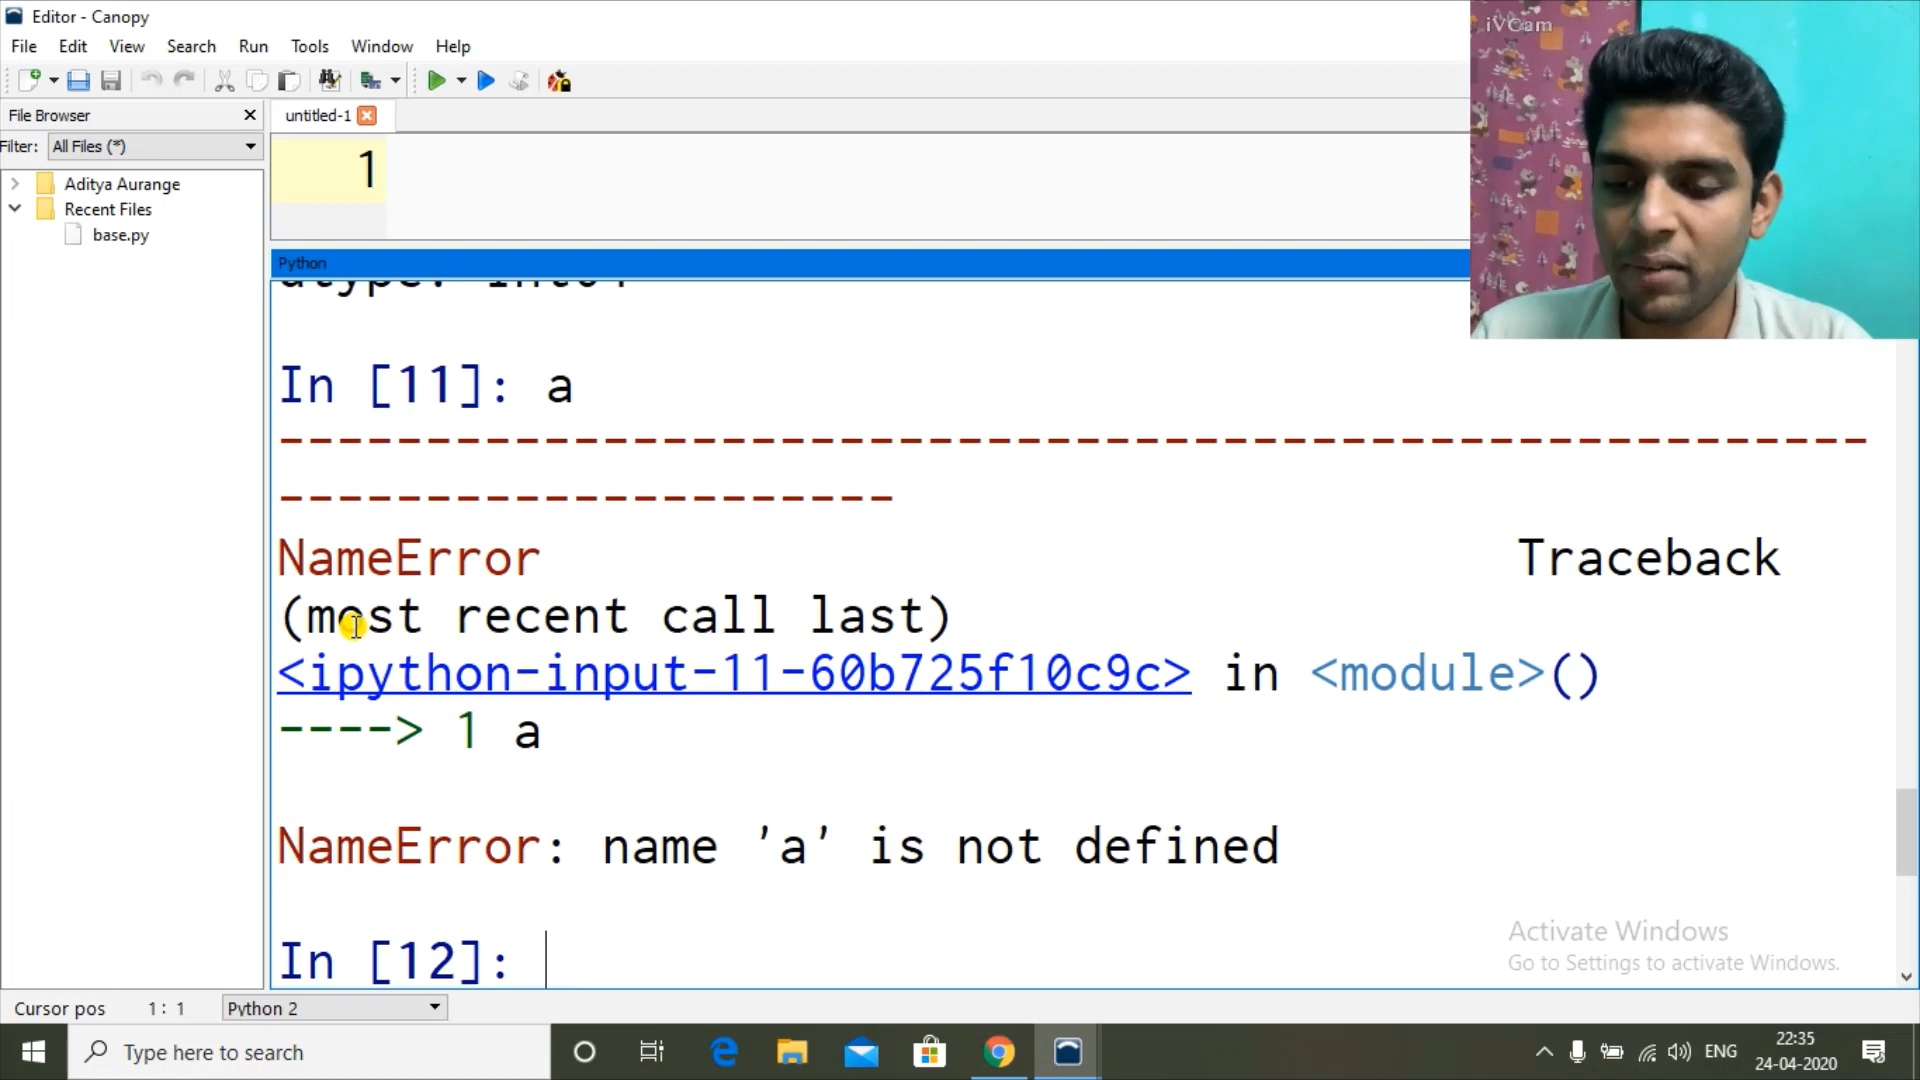 Editor - Canopy
File Edit View Search Run Tools Window Help
iVCam
File Browser
untitled-1
Filter: All Files (*)
1
Aditya Aurange
Recent Files
base.py
Python
dtype: int64
In [11]: a
--------------------------------------------------------
---------------------
NameError Traceback
(most recent call last)
<ipython-input-11-60b725f10c9c> in <module>()
----> 1 a
NameError: name 'a' is not defined
In [12]:
Activate Windows
Go to Settings to activate Windows.
Cursor pos 1 : 1 Python 2
Type here to search
ENG
22:35
24-04-2020